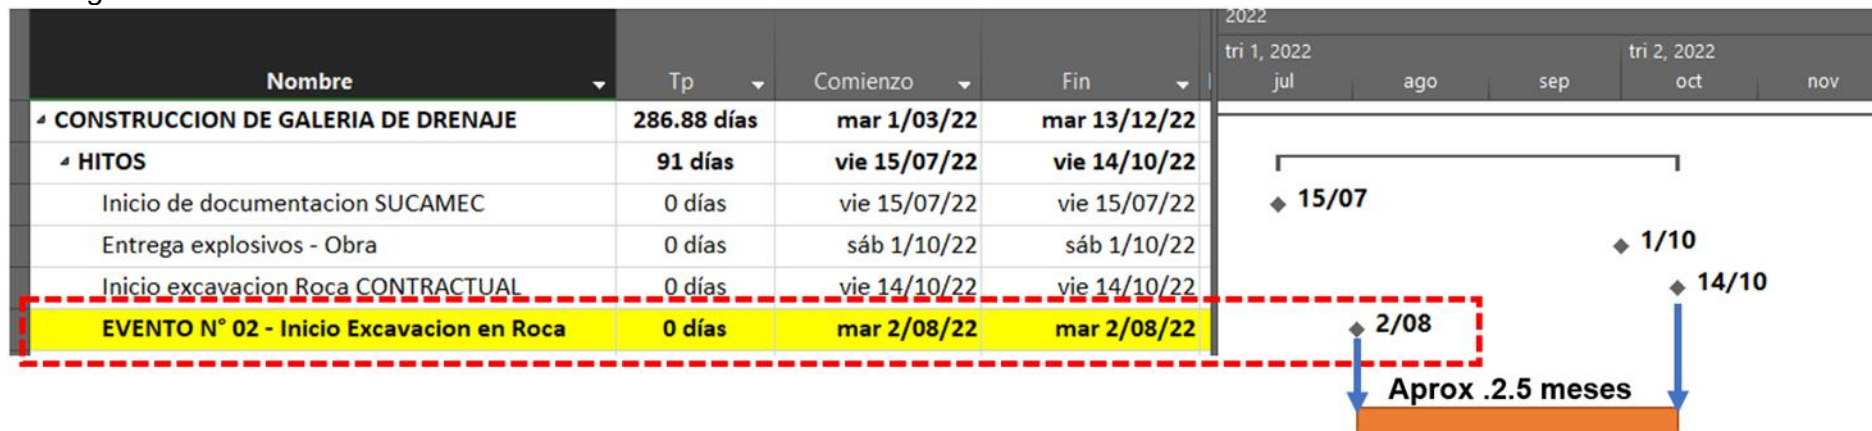 2022
tri 1, 2022 tri 2, 2022
Nombre Tp Comienzo Fin jul ago sep oct nov
CONSTRUCCION DE GALERIA DE DRENAJE 286.88 días mar 1/03/22 mar 13/12/22
HITOS 91 días vie 15/07/22 vie 14/10/22
Inicio de documentacion SUCAMEC 0 días vie 15/07/22 vie 15/07/22 15/07
Entrega explosivos - Obra 0 días sáb 1/10/22 sáb 1/10/22 1/10
Inicio excavacion Roca CONTRACTUAL 0 días vie 14/10/22 vie 14/10/22 14/10
EVENTO N° 02 - Inicio Excavacion en Roca 0 días mar 2/08/22 mar 2/08/22 2/08
Aprox .2.5 meses